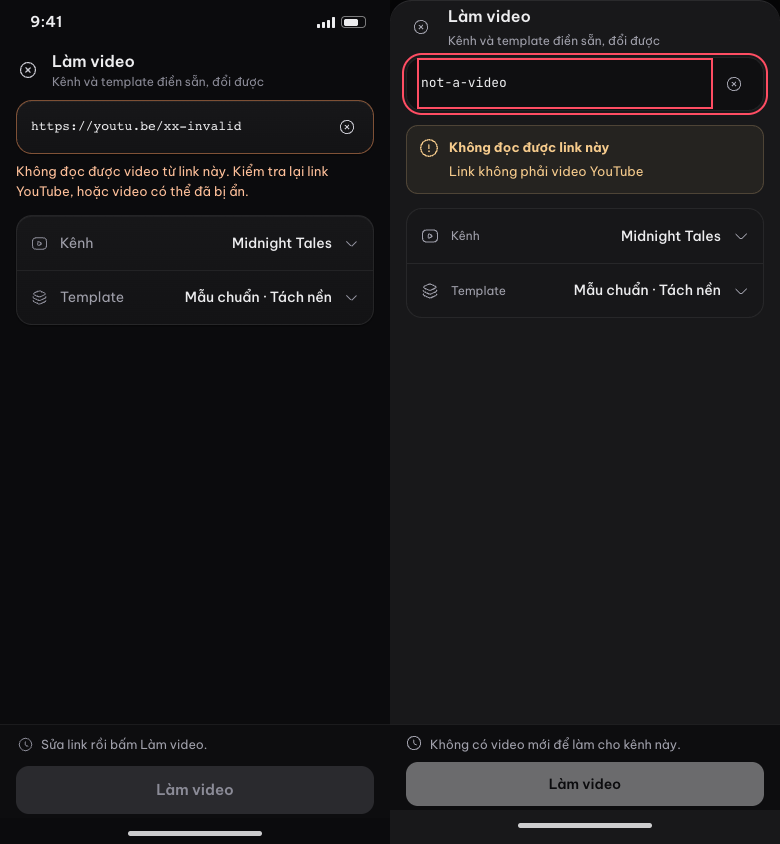 9:41
Làm video
Kênh và template điền sẵn, đổi được
https://youtu.be/xx-invalid
Không đọc được video từ link này. Kiểm tra lại link
YouTube, hoặc video có thể đã bị ẩn.
Kênh
Midnight Tales
Template
Mẫu chuẩn · Tách nền
Sửa link rồi bấm Làm video.
Làm video
Làm video
Kênh và template điền sẵn, đổi được
not-a-video
Không đọc được link này
Link không phải video YouTube
Kênh
Midnight Tales
Template
Mẫu chuẩn · Tách nền
Không có video mới để làm cho kênh này.
Làm video